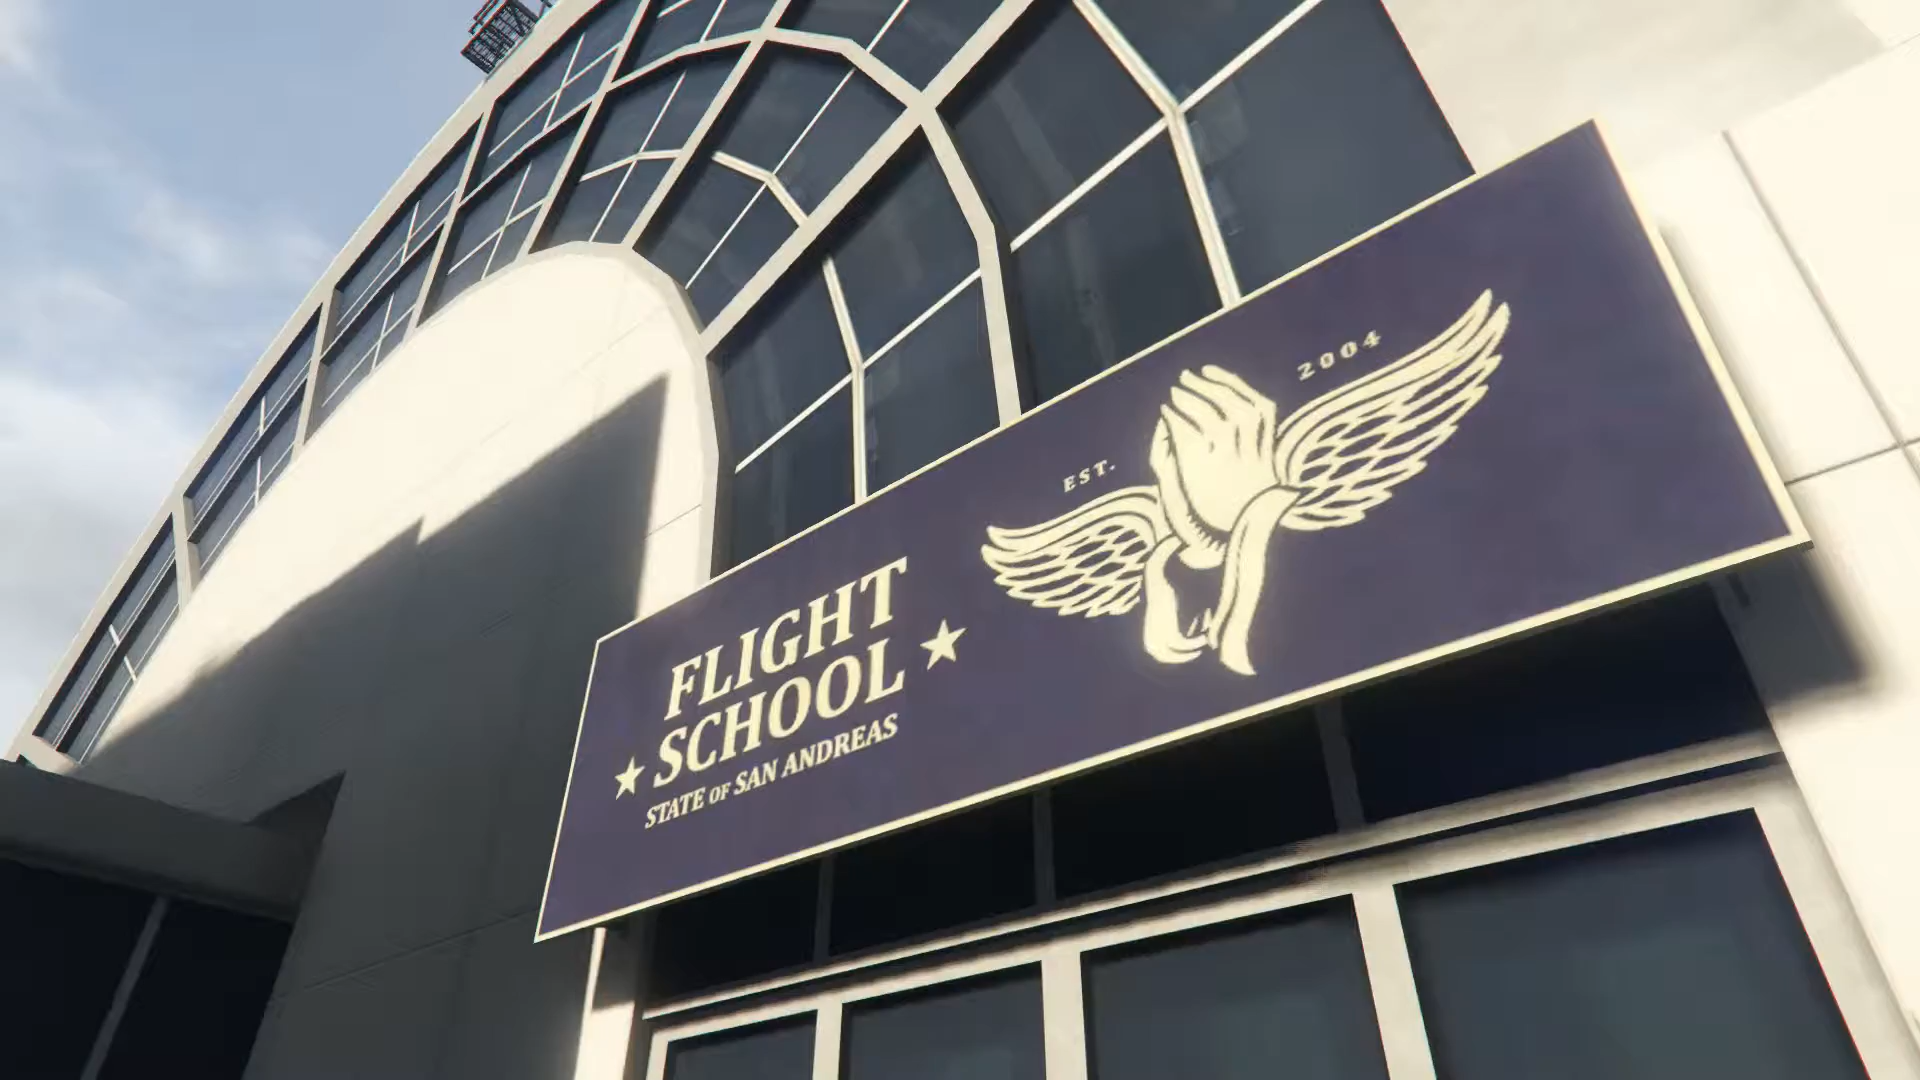 FLIGHT
SCHOOL
STATE OF SAN ANDREAS
EST.
2004